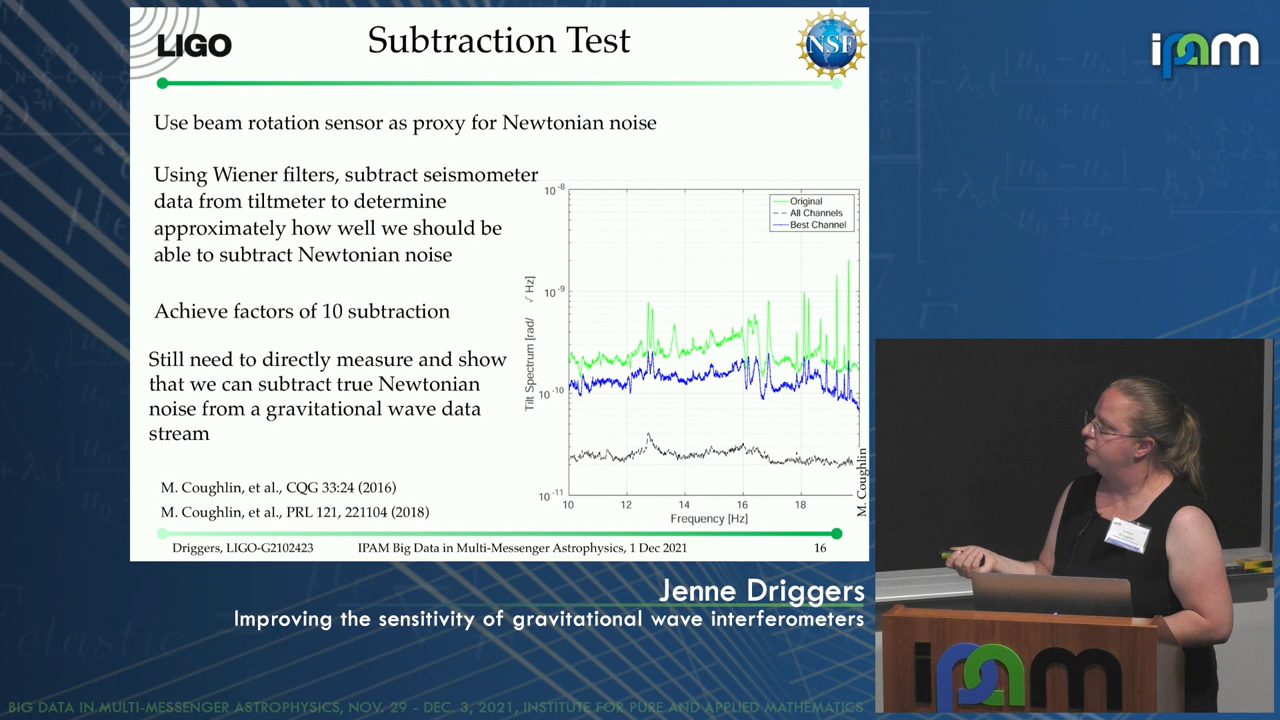 LIGO
Subtraction Test
NSF
ipam
Use beam rotation sensor as proxy for Newtonian noise
Using Wiener filters, subtract seismometer
data from tiltmeter to determine
approximately how well we should be
able to subtract Newtonian noise
Achieve factors of 10 subtraction
Still need to directly measure and show
that we can subtract true Newtonian
noise from a gravitational wave data
stream
M. Coughlin, et al., CQG 33:24 (2016)
M. Coughlin, et al., PRL 121, 221104 (2018)
Original
All Channels
Best Channel
10-8
10-9
10-10
10-11
Tilt Spectrum [rad/ √ Hz]
10 12 14 16 18
Frequency [Hz]
M. Coughlin
Driggers, LIGO-G2102423 IPAM Big Data in Multi-Messenger Astrophysics, 1 Dec 2021 16
Jenne Driggers
Improving the sensitivity of gravitational wave interferometers
ipam
BIG DATA IN MULTI-MESSENGER ASTROPHYSICS, NOV. 29 - DEC. 3, 2021, INSTITUTE FOR PURE AND APPLIED MATHEMATICS